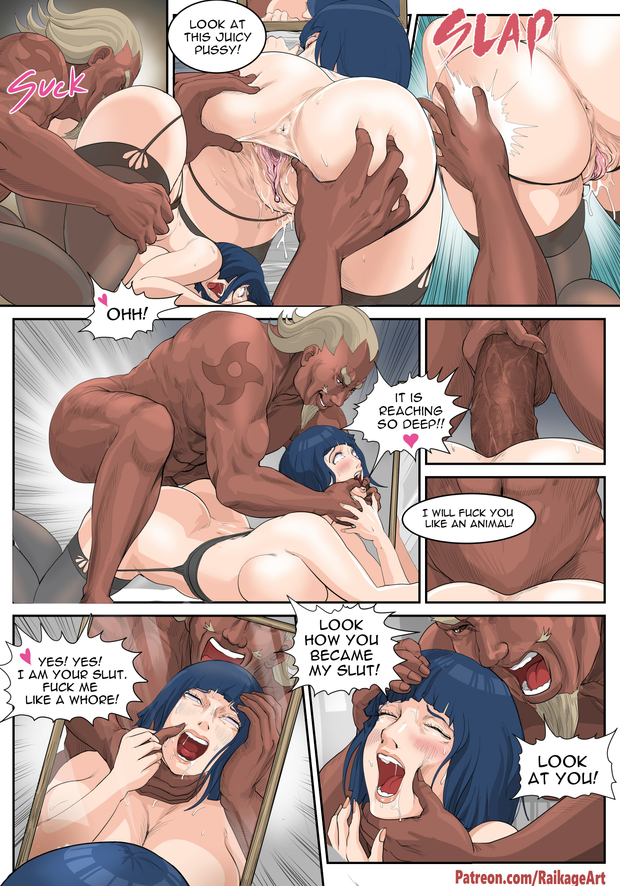 SUCK
LOOK AT
THIS JUICY
PUSSY!
SLAP
OHH!
IT IS
REACHING
SO DEEP!!
I WILL FUCK YOU
LIKE AN ANIMAL!
YES! YES!
I AM YOUR SLUT.
FUCK ME
LIKE A WHORE!
LOOK
HOW YOU
BECAME
MY SLUT!
LOOK
AT YOU!
Patreon.com/RaikageArt